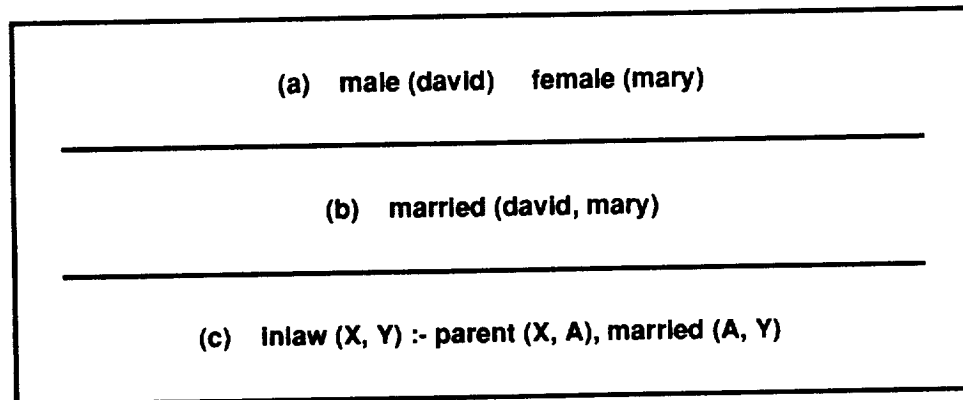 (a) male (david) female (mary)
(b) married (david, mary)
(c) inlaw (X, Y) :- parent (X, A), married (A, Y)